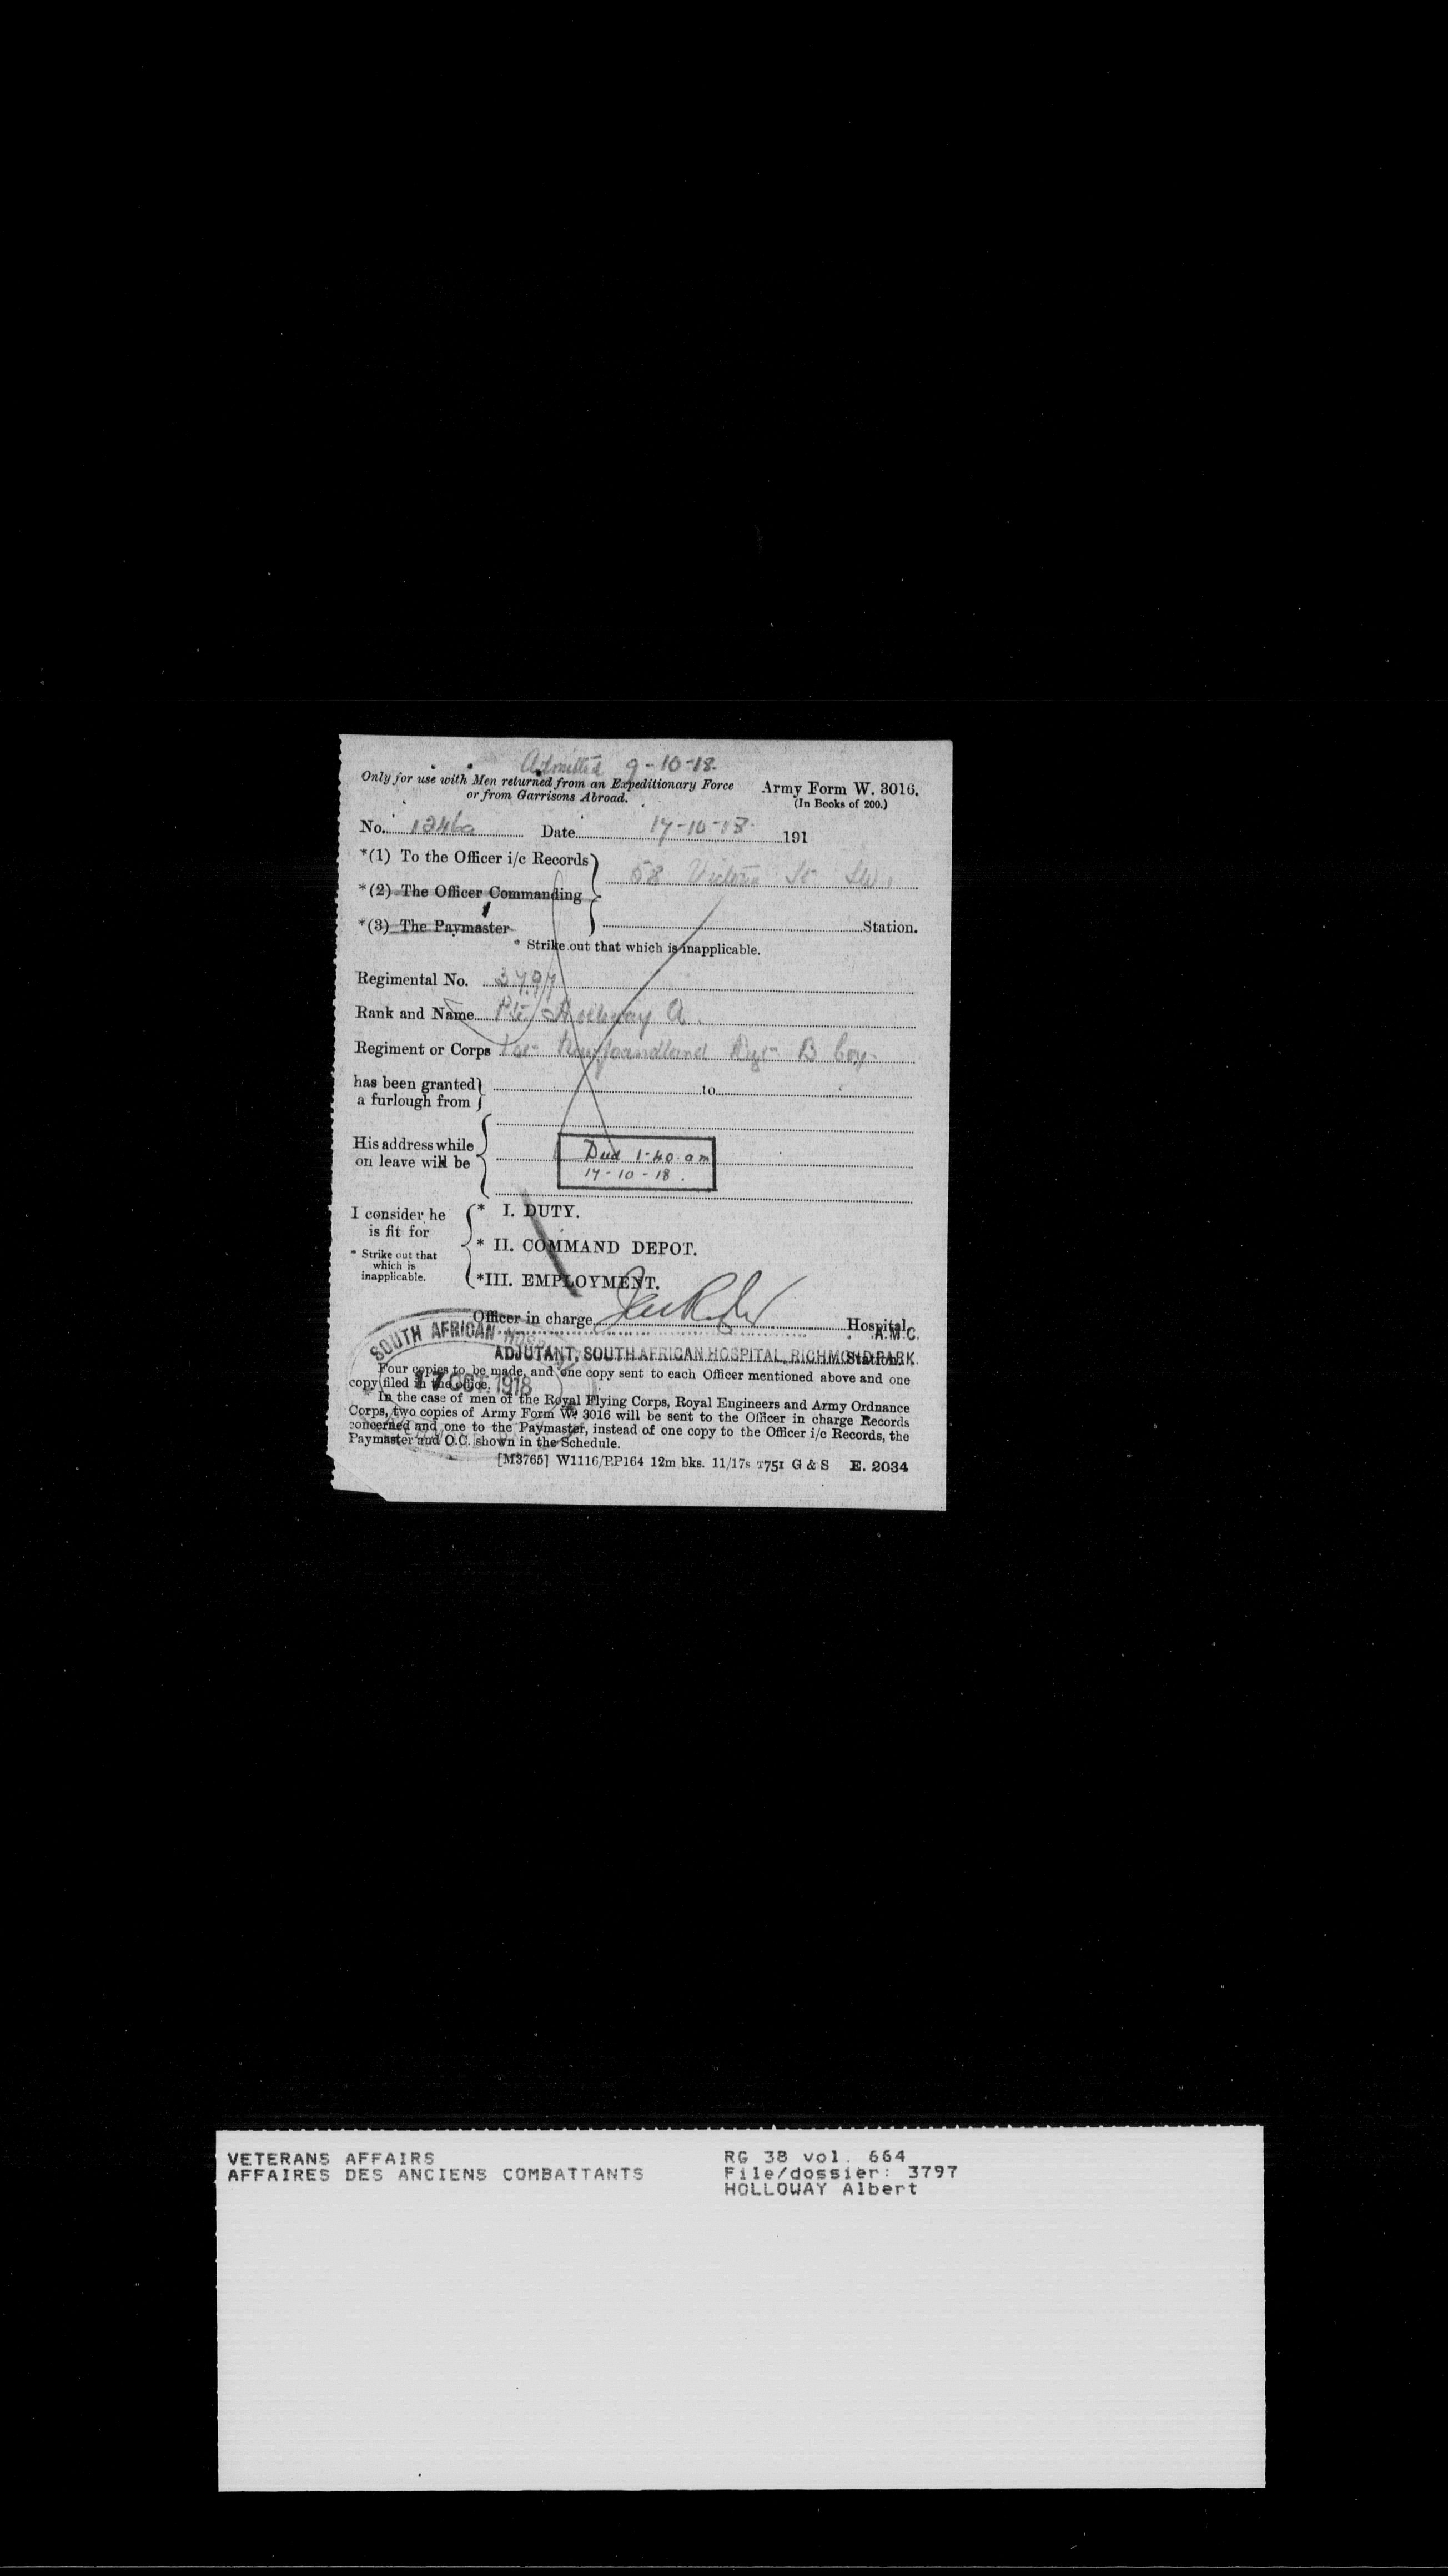 Admitted 9-10-18.
Only for use with Men returned from an Expeditionary Force
or from Garrisons Abroad.
Army Form W. 3016.
(In Books of 200.)
No. Date 17-10-18 191
*(1) To the Officer i/c Records
58 Victoria St SW1
*(2) The Officer Commanding
*(3) The Paymaster
Station.
* Strike out that which is inapplicable.
Regimental No. 3797
Rank and Name Pte Holloway A.
Regiment or Corps Newfoundland Regt B Coy
has been granted
a furlough from
to
His address while
on leave will be
Died 1-40 am
17-10-18.
I consider he
is fit for
* Strike out that
which is
inapplicable.
* I. DUTY.
* II. COMMAND DEPOT.
*III. EMPLOYMENT.
Officer in charge Hospital.
A.M.C.
SOUTH AFRICAN
ADJUTANT, SOUTH AFRICAN HOSPITAL, RICHMOND PARK.
Station.
17 OCT. 1918
Four copies to be made, and one copy sent to each Officer mentioned above and one
copy filed in the office.
In the case of men of the Royal Flying Corps, Royal Engineers and Army Ordnance
Corps, two copies of Army Form W. 3016 will be sent to the Officer in charge Records
concerned and one to the Paymaster, instead of one copy to the Officer i/c Records, the
Paymaster and O.C. shown in the Schedule.
[M3765] W1116/PP164 12m bks. 11/17s 1751 G & S E. 2034
VETERANS AFFAIRS
AFFAIRES DES ANCIENS COMBATTANTS
RG 38 vol. 664
File/dossier: 3797
HOLLOWAY Albert